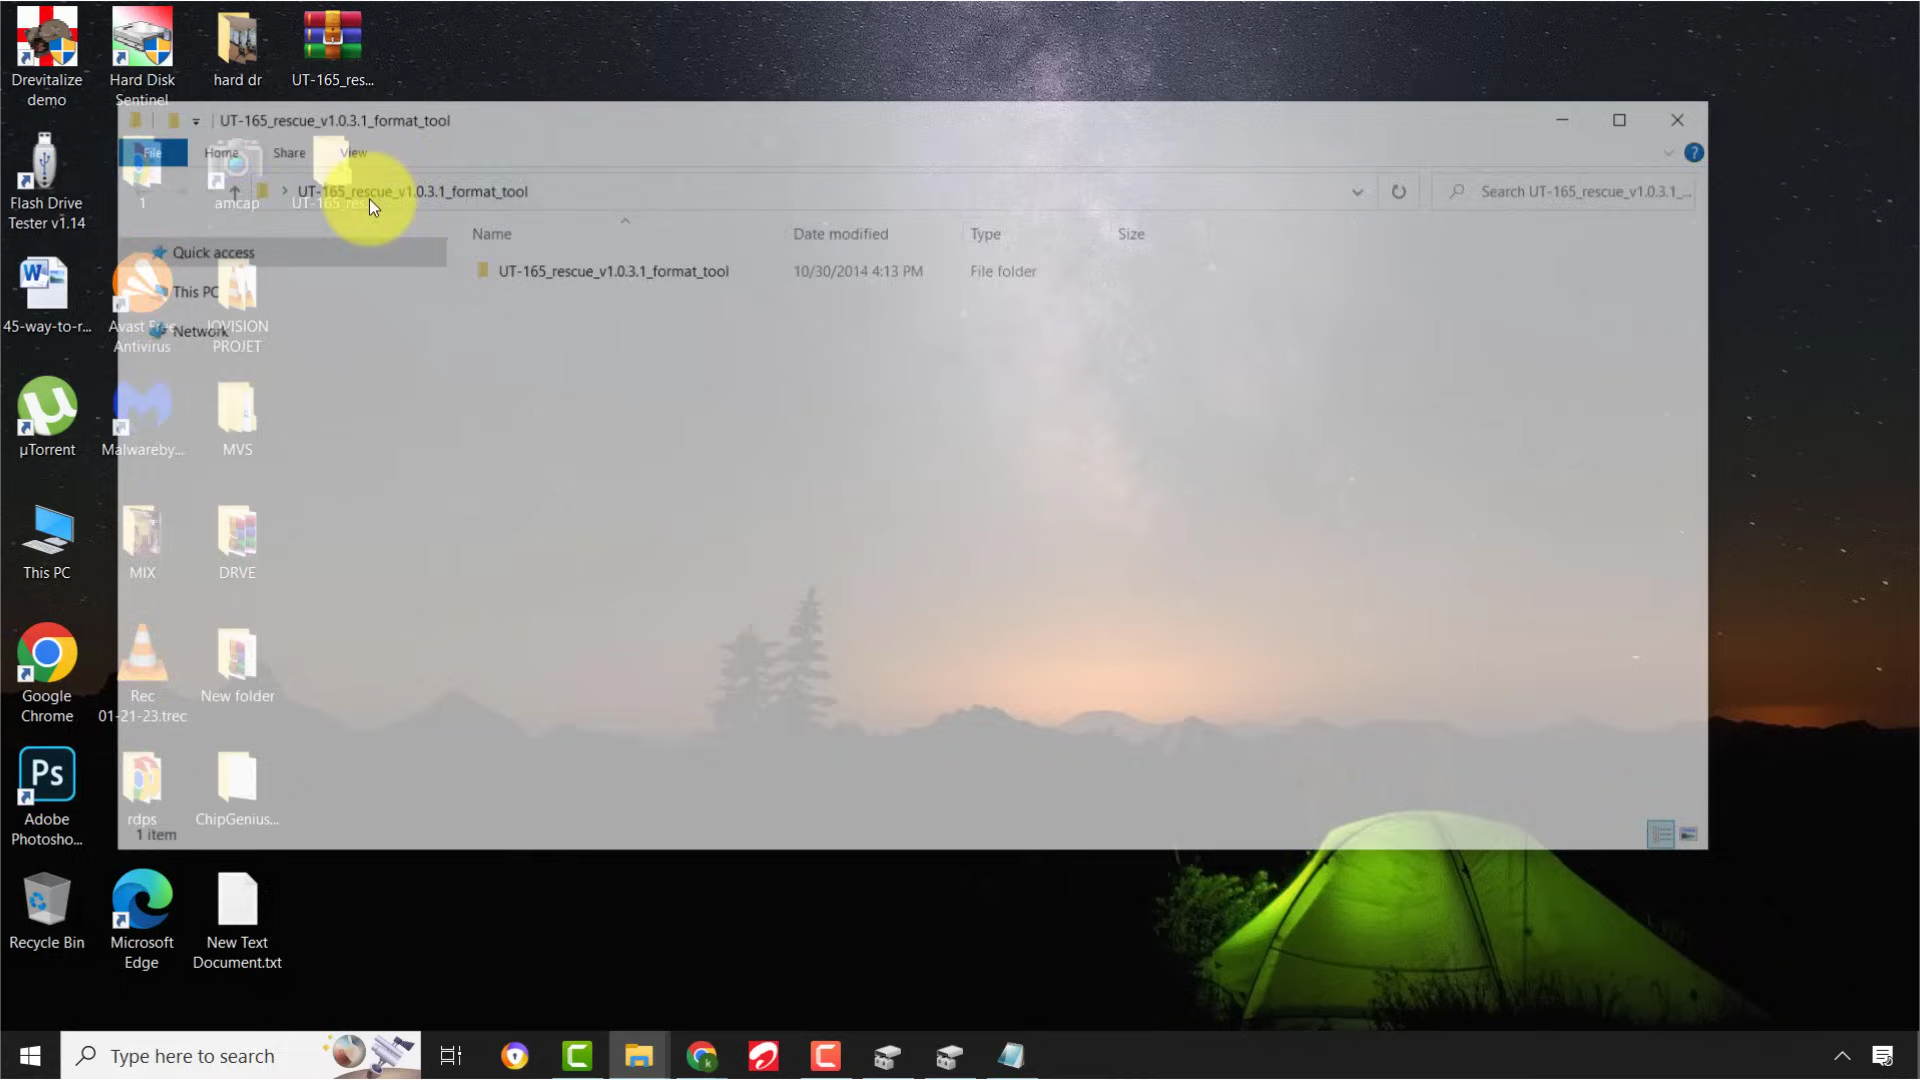 Drevitalize
demo
Hard Disk
Sentinel
hard dr
UT-165_res...
UT-165_rescue_v1.0.3.1_format_tool
File
Home
Share
View
UT-165_rescue_v1.0.3.1_format_tool
Search UT-165_rescue_v1.0.3.1_...
Flash Drive
Tester v1.14
1
amcap
UT-165_res
Name
Date modified
Type
Size
Quick access
This PC
Network
UT-165_rescue_v1.0.3.1_format_tool
10/30/2014 4:13 PM
File folder
W
45-way-to-r...
Avast Free
Antivirus
JOVISION
PROJET
µTorrent
Malwareby...
MVS
This PC
MIX
DRVE
Google
Chrome
Rec
01-21-23.trec
New folder
Ps
Adobe
Photosho...
rdps
ChipGenius...
1 item
Recycle Bin
Microsoft
Edge
New Text
Document.txt
Type here to search